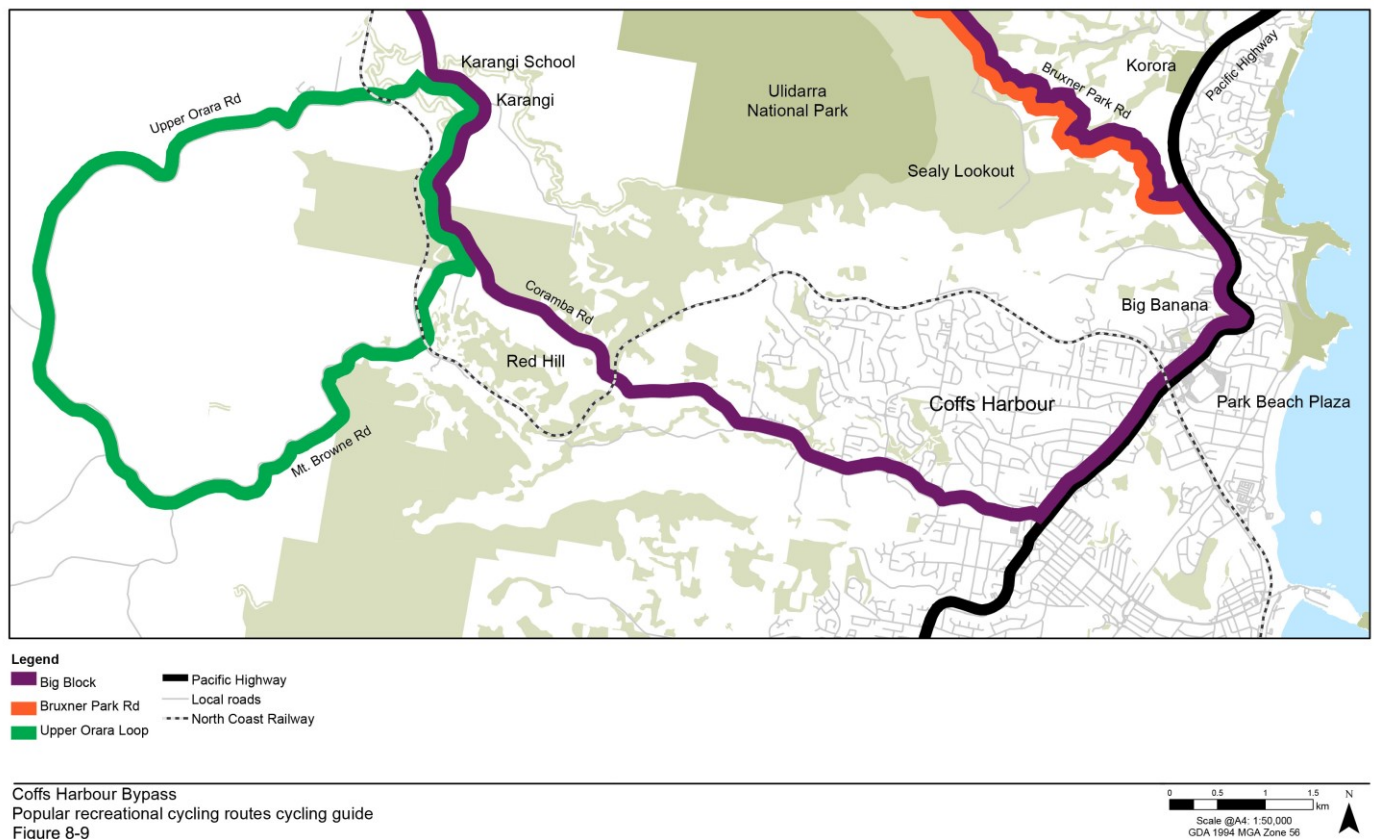 Karangi School
Karangi
Upper Orara Rd
Ulidarra
National Park
Bruxner Park Rd
Korora
Pacific Highway
Sealy Lookout
Coramba Rd
Big Banana
Red Hill
Coffs Harbour
Park Beach Plaza
Mt. Browne Rd
Legend
Big Block
Bruxner Park Rd
Upper Orara Loop
Pacific Highway
Local roads
North Coast Railway
Coffs Harbour Bypass
Popular recreational cycling routes cycling guide
Figure 8-9
0 0.5 1 1.5
km
Scale @A4: 1:50,000
GDA 1994 MGA Zone 56
N